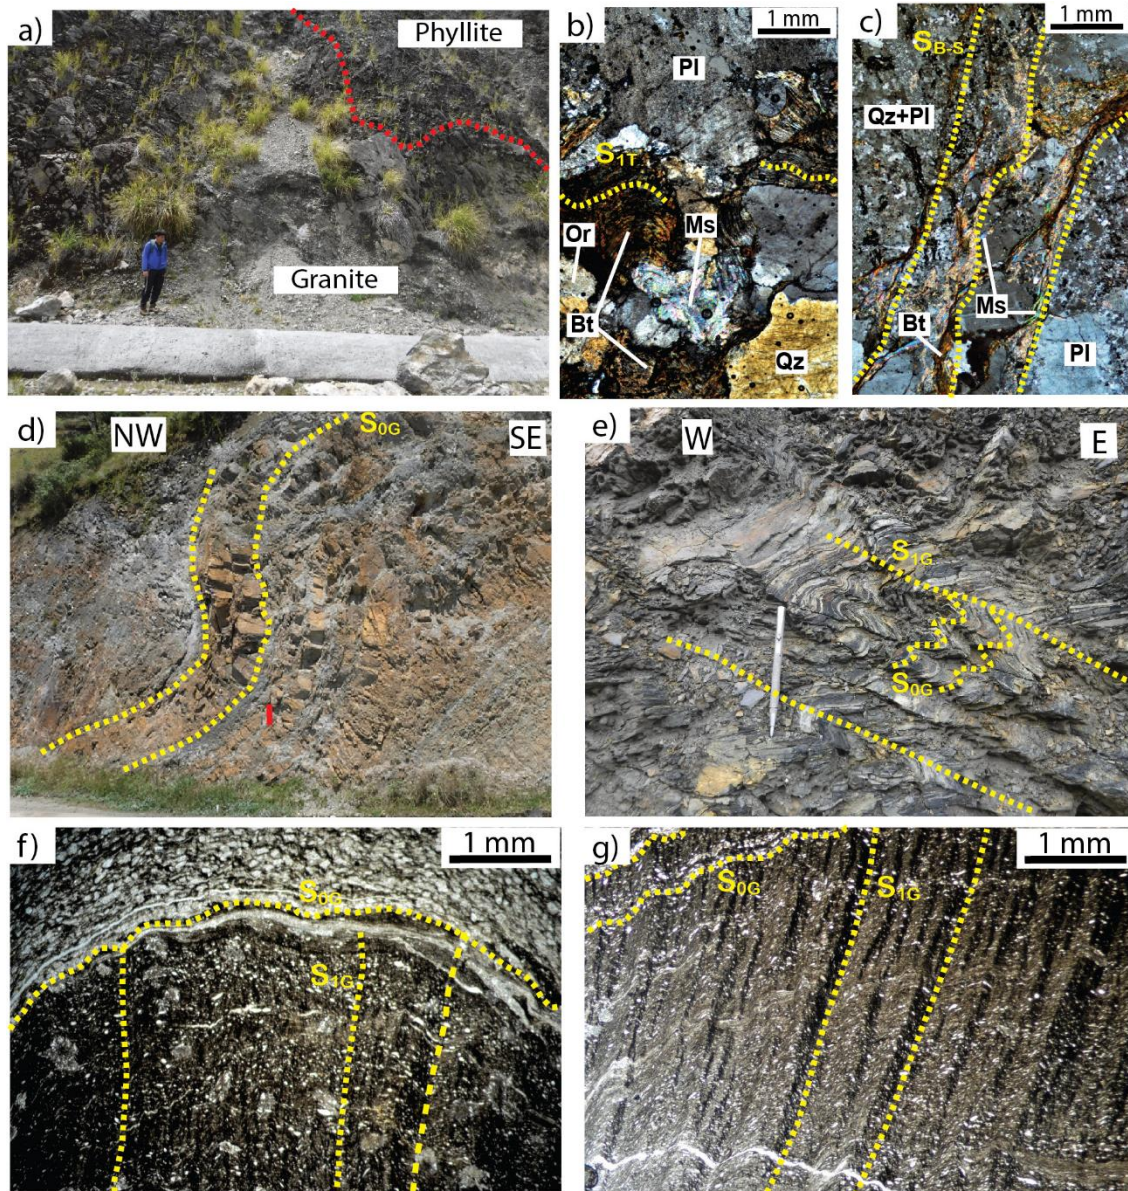 a)
Phyllite
Granite
b)
1 mm
Pl
S1T
Or
Ms
Bt
Qz
c)
1 mm
SB-S
Qz+Pl
Ms
Bt
Pl
d)
NW
SE
S0G
e)
W
E
S1G
S0G
f)
1 mm
S0G
S1G
g)
1 mm
S0G
S1G